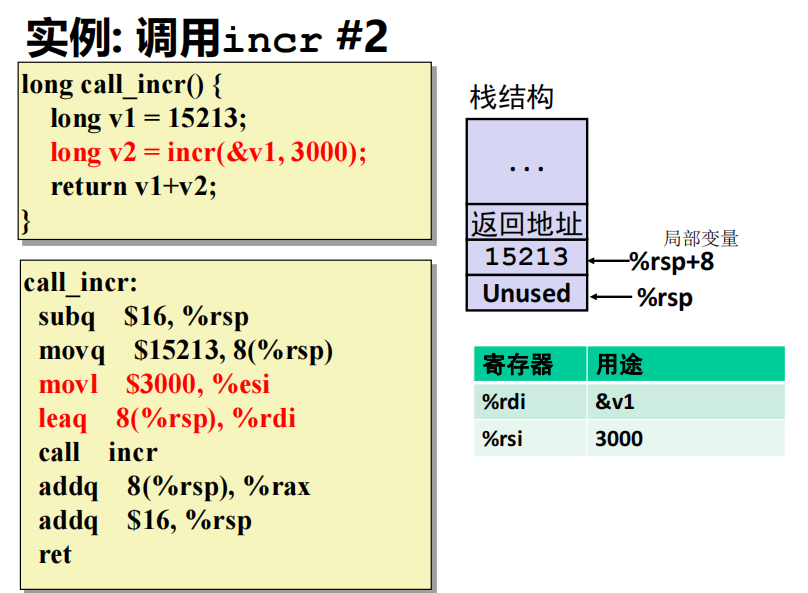 实例: 调用incr #2
long call_incr() {
long v1 = 15213;
long v2 = incr(&v1, 3000);
return v1+v2;
}
call_incr:
subq $16, %rsp
movq $15213, 8(%rsp)
movl $3000, %esi
leaq 8(%rsp), %rdi
call incr
addq 8(%rsp), %rax
addq $16, %rsp
ret
栈结构
...
返回地址
局部变量
15213 %rsp+8
Unused %rsp
寄存器 用途
%rdi &v1
%rsi 3000